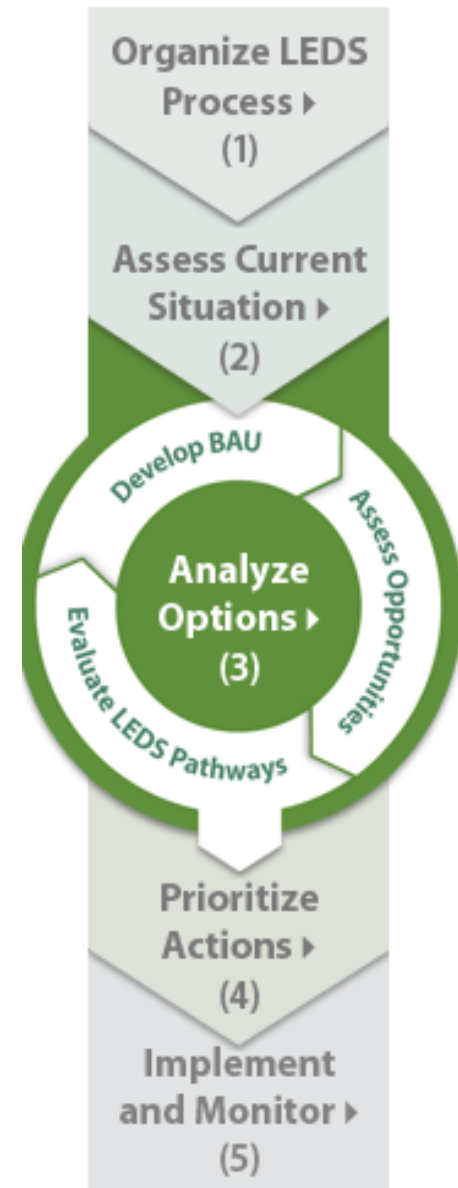 Organize LEDS
Process ▸
(1)
Assess Current
Situation ▸
(2)
Develop BAU
Assess Opportunities
Analyze
Options ▸
(3)
Evaluate LEDS Pathways
Prioritize
Actions ▸
(4)
Implement
and Monitor ▸
(5)